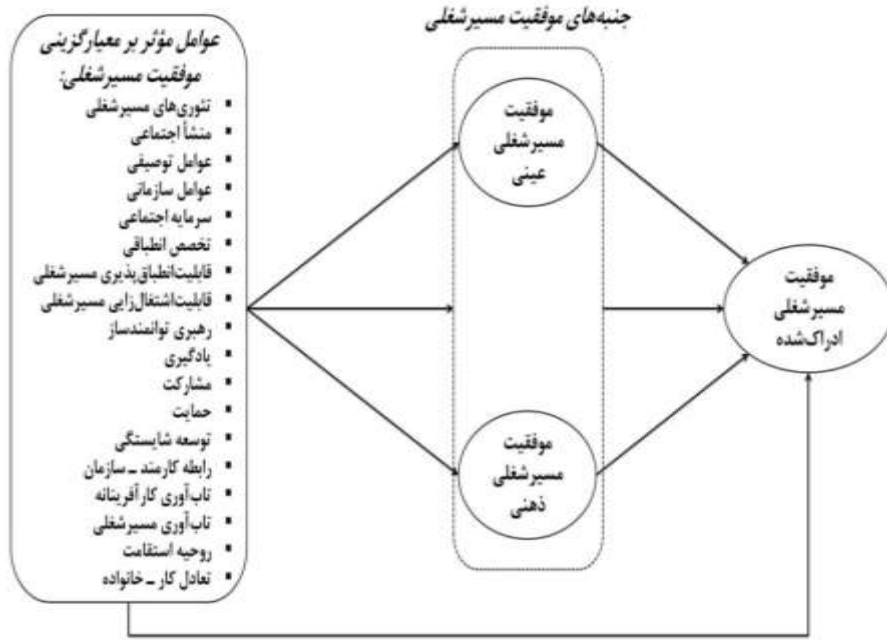 جنبه‌های موفقیت مسیرشغلی
عوامل مؤثر بر معیارگزینی
موفقیت مسیرشغلی:
▪ تئوری‌های مسیرشغلی
▪ منشأ اجتماعی
▪ عوامل توصیفی
▪ عوامل سازمانی
▪ سرمایه اجتماعی
▪ تخصص انطباقی
▪ قابلیت‌انطباق‌پذیری مسیرشغلی
▪ قابلیت‌اشتغال‌زایی مسیرشغلی
▪ رهبری توانمندساز
▪ یادگیری
▪ مشارکت
▪ حمایت
▪ توسعه شایستگی
▪ رابطه کارمند ـ سازمان
▪ تاب‌آوری کارآفرینانه
▪ تاب‌آوری مسیرشغلی
▪ روحیه استقامت
▪ تعادل کار ـ خانواده
موفقیت
مسیرشغلی
عینی
موفقیت
مسیرشغلی
ذهنی
موفقیت
مسیرشغلی
ادراک‌شده